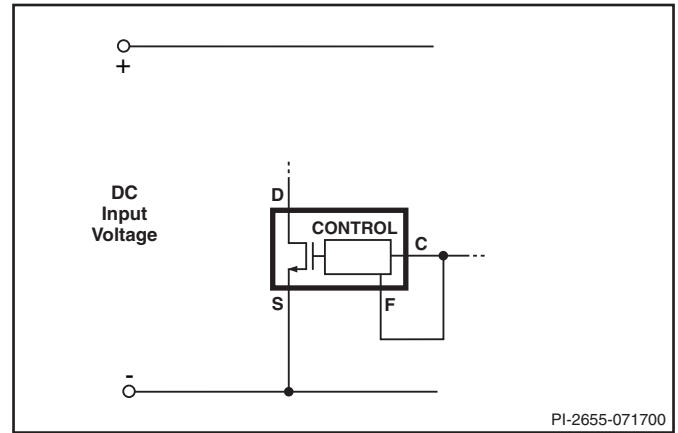 +
DC
Input
Voltage
D
CONTROL
C
S
F
-
PI-2655-071700